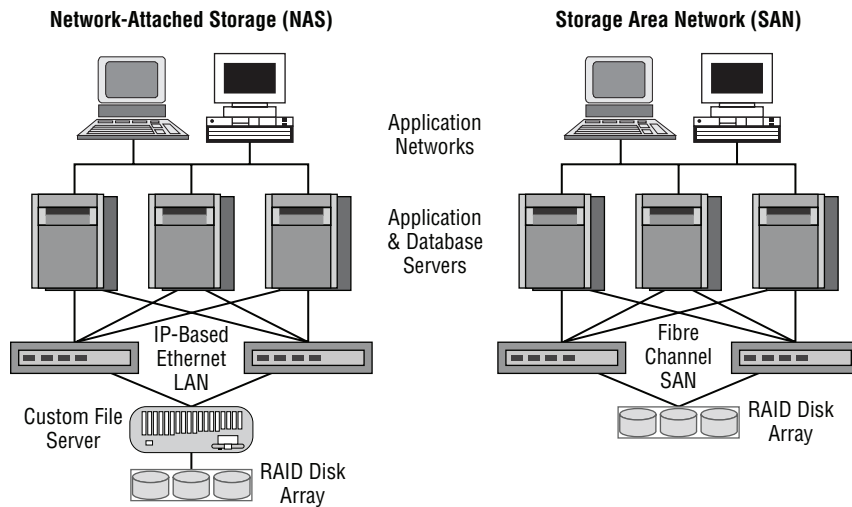 Network-Attached Storage (NAS)
Storage Area Network (SAN)
Application
Networks
Application
& Database
Servers
IP-Based
Ethernet
LAN
Fibre
Channel
SAN
Custom File
Server
RAID Disk
Array
RAID Disk
Array